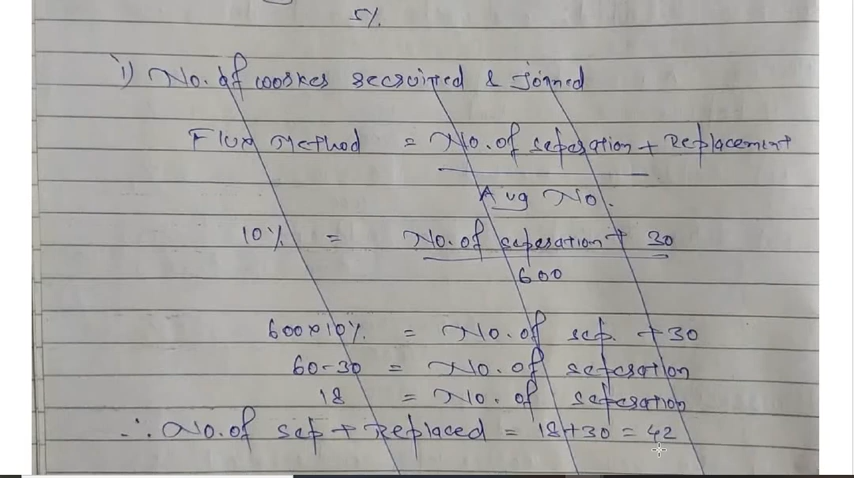 5%
i) No. of workes recruited & Joined
Flux method = No. of seperation + Replacement
Avg No.
10% = No. of seperation + 30
600
600×10% = No. of sep. +30
60-30 = No. of seperation
18 = No. of seperation
∴ No. of sep + Replaced = 18+30 = 42